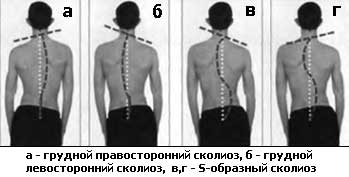 а б в г
а - грудной правосторонний сколиоз, б - грудной
левосторонний сколиоз, в,г - S-образный сколиоз